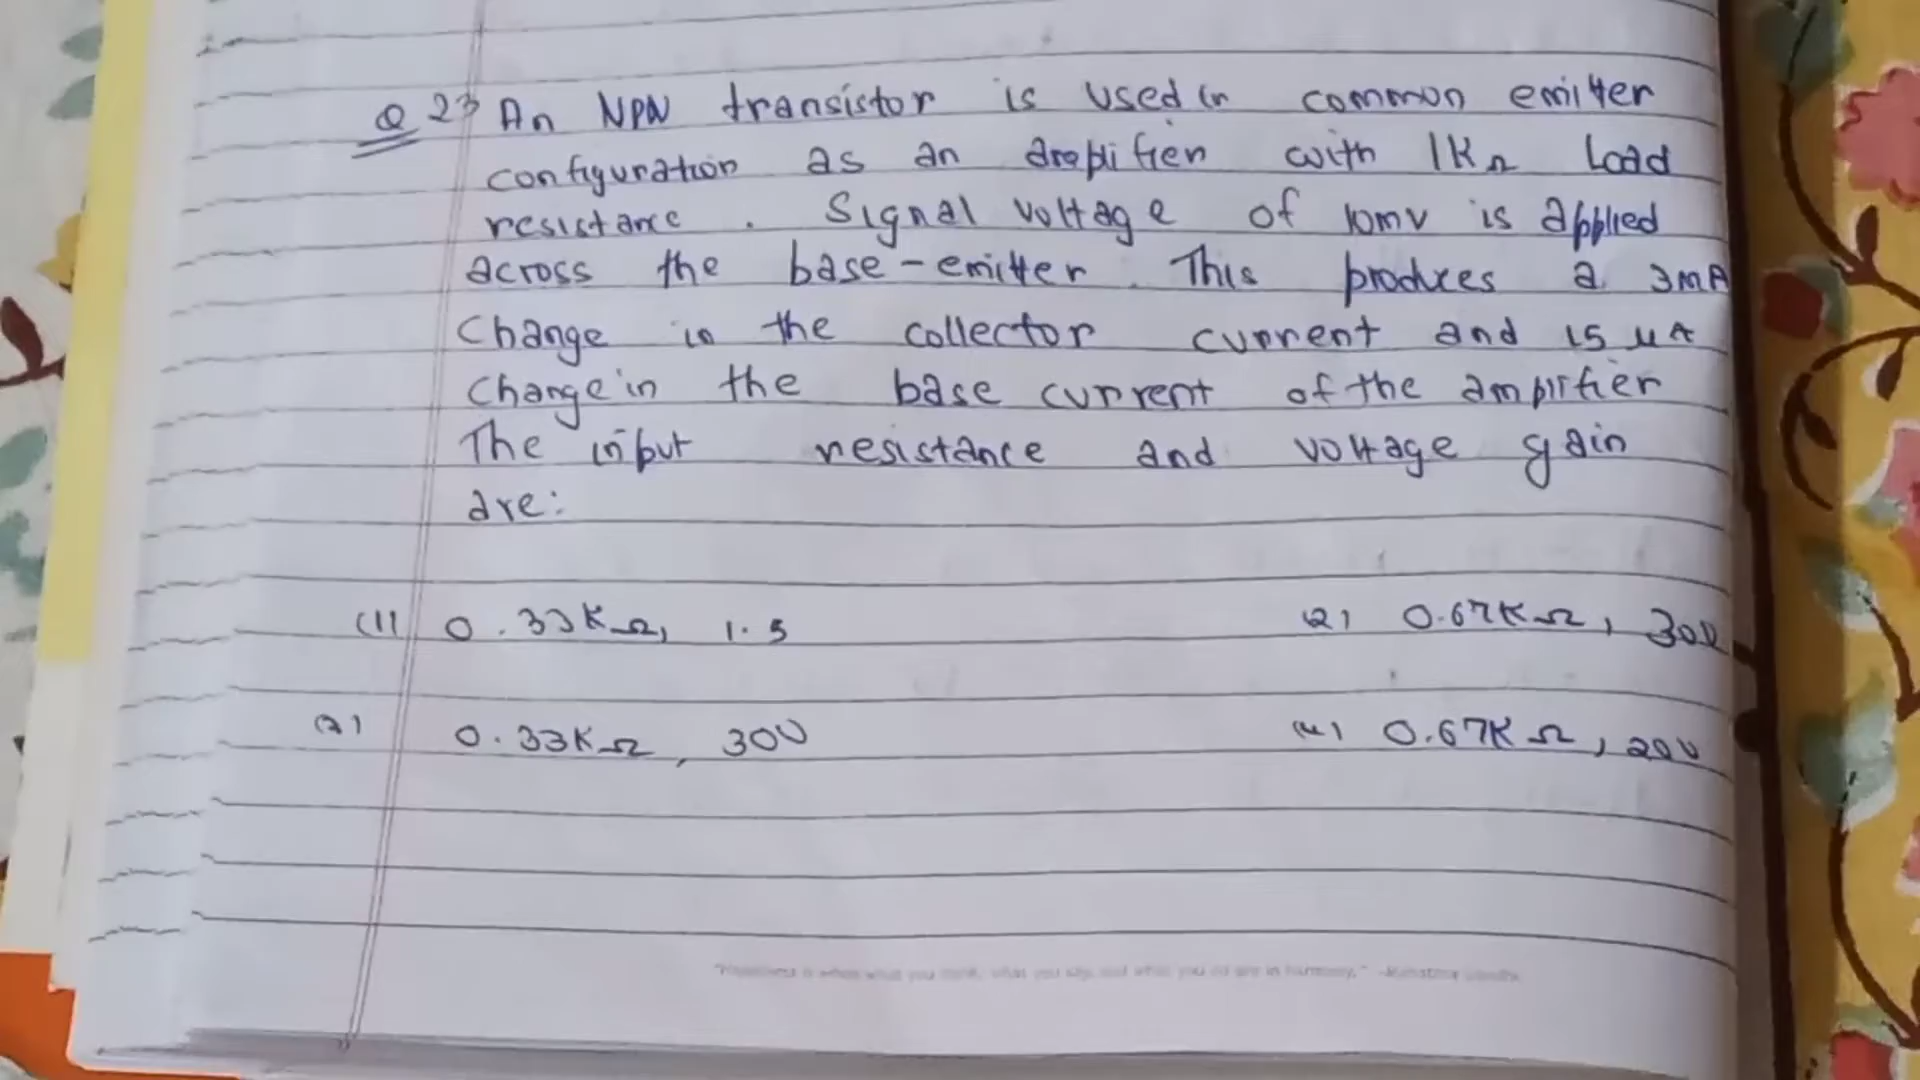 Q 23 An NPN transistor is used in common emitter
configuration as an amplifier with 1KΩ Load
resistance. Signal voltage of 10mv is applied
across the base-emitter. This produces a 3mA
Change in the collector current and 15 μA
Change in the base current of the amplifier
The input resistance and voltage gain
are:
(1) 0.33KΩ, 1.5 (2) 0.67KΩ, 300
0.33KΩ, 300 (4) 0.67KΩ, 200